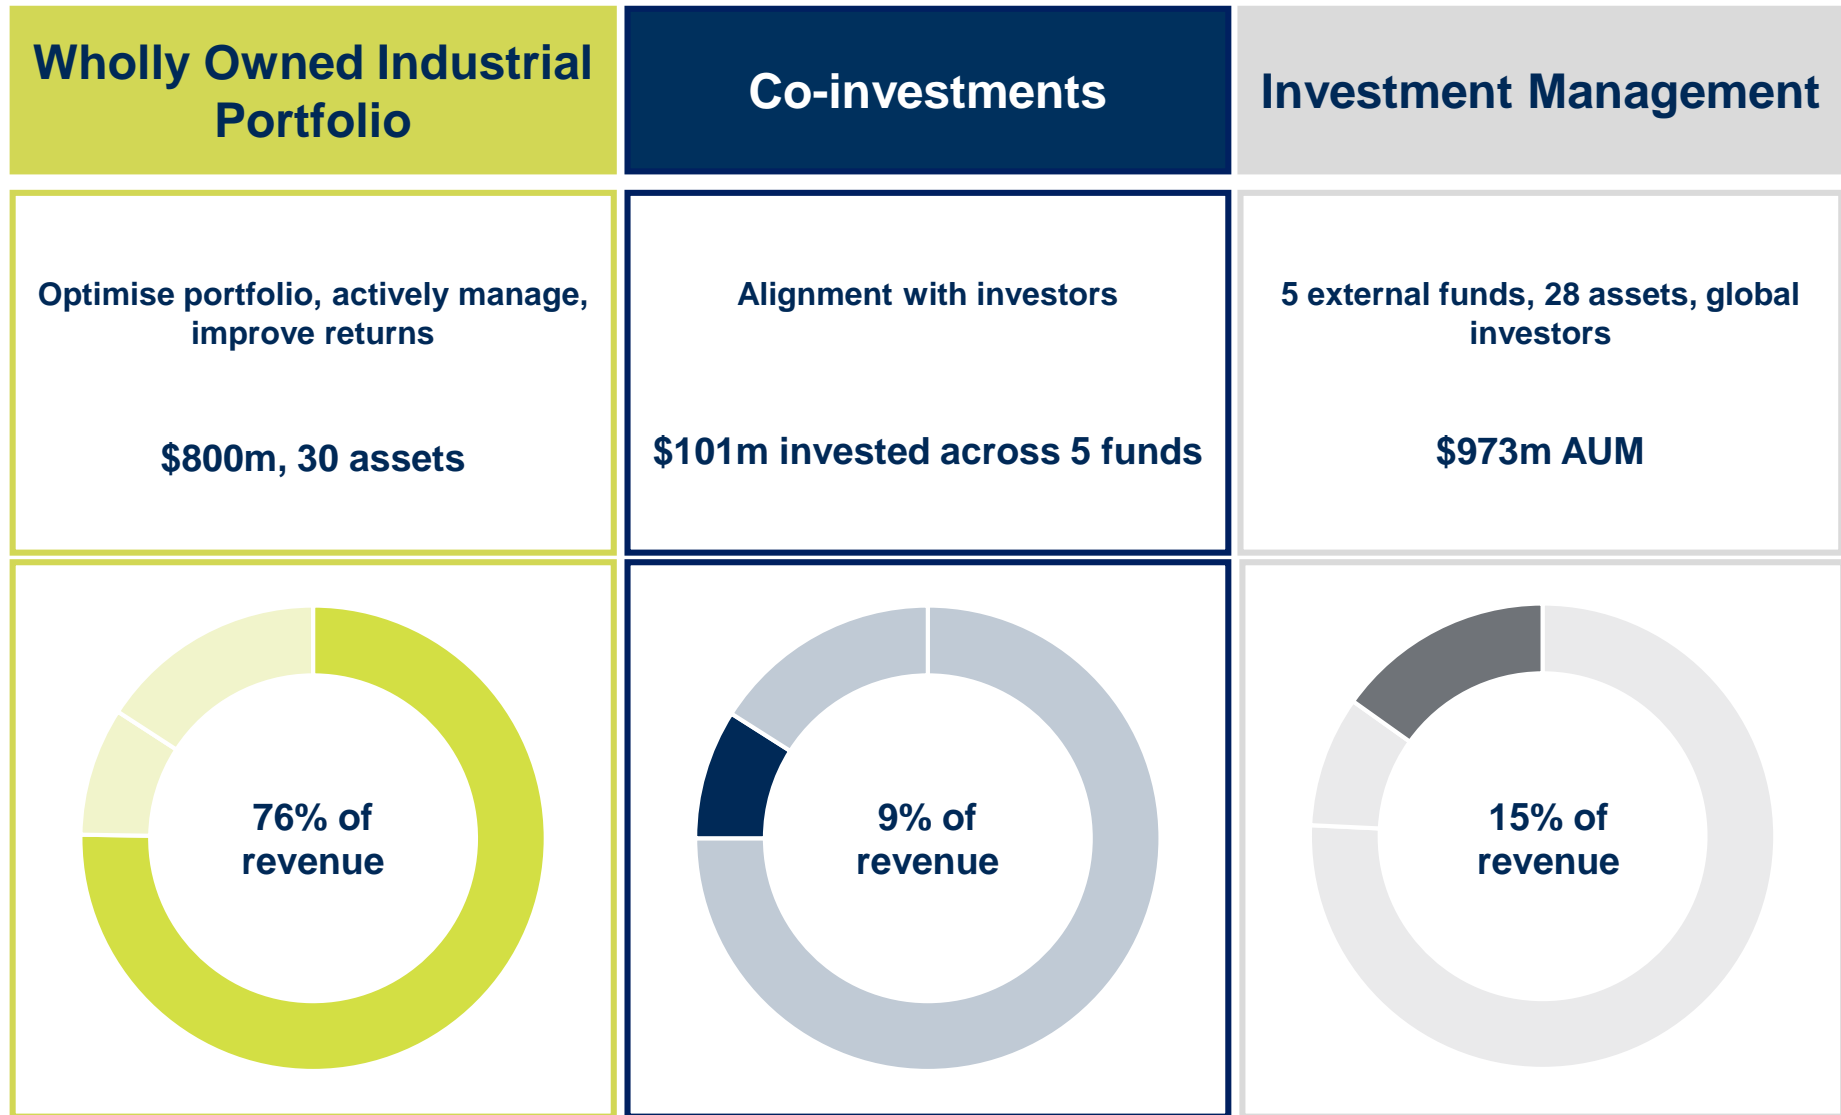 Wholly Owned Industrial
Portfolio
Co-investments
Investment Management
Optimise portfolio, actively manage,
improve returns
$800m, 30 assets
Alignment with investors
$101m invested across 5 funds
5 external funds, 28 assets, global
investors
$973m AUM
76% of
revenue
9% of
revenue
15% of
revenue